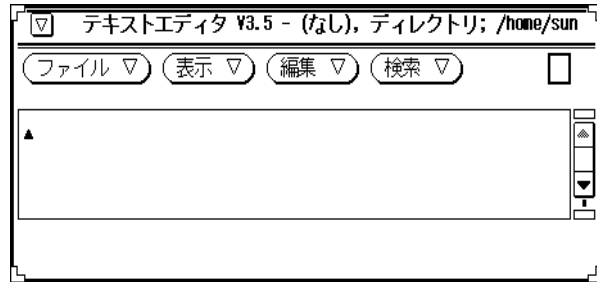 テキストエディタ V3.5 - (なし), ディレクトリ; /home/sun
ファイル ▽ 表示 ▽ 編集 ▽ 検索 ▽